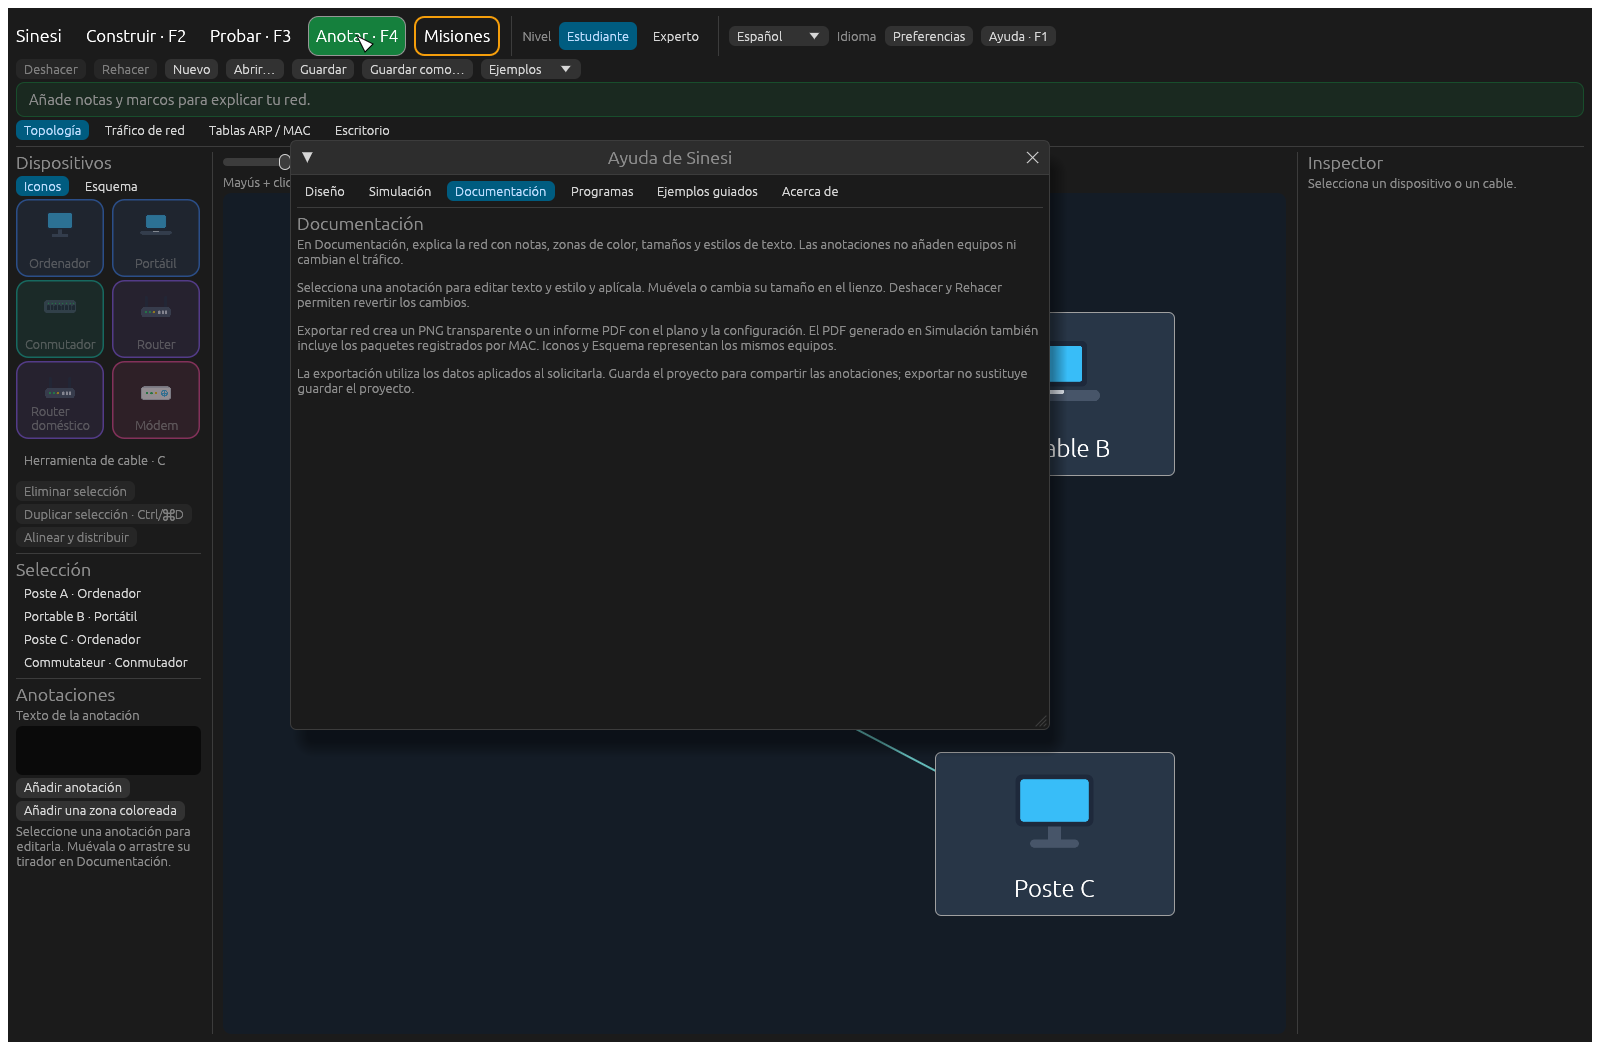 Sinesi
Construir · F2
Probar · F3
Anotar · F4
Misiones
Nivel
Estudiante
Experto
Español
Idioma
Preferencias
Ayuda · F1
Deshacer
Rehacer
Nuevo
Abrir...
Guardar
Guardar como...
Ejemplos
Añade notas y marcos para explicar tu red.
Topología
Tráfico de red
Tablas ARP / MAC
Escritorio
Dispositivos
Iconos
Esquema
Ordenador
Portátil
Conmutador
Router
Router
doméstico
Módem
Herramienta de cable · C
Eliminar selección
Duplicar selección · Ctrl/⌘D
Alinear y distribuir
Selección
Poste A · Ordenador
Portable B · Portátil
Poste C · Ordenador
Commutateur · Conmutador
Anotaciones
Texto de la anotación
Añadir anotación
Añadir una zona coloreada
Seleccione una anotación para
editarla. Muévala o arrastre su
tirador en Documentación.
Mayús + clic
Ayuda de Sinesi
Diseño
Simulación
Documentación
Programas
Ejemplos guiados
Acerca de
Documentación
En Documentación, explica la red con notas, zonas de color, tamaños y estilos de texto. Las anotaciones no añaden equipos ni
cambian el tráfico.
Selecciona una anotación para editar texto y estilo y aplícala. Muévela o cambia su tamaño en el lienzo. Deshacer y Rehacer
permiten revertir los cambios.
Exportar red crea un PNG transparente o un informe PDF con el plano y la configuración. El PDF generado en Simulación también
incluye los paquetes registrados por MAC. Iconos y Esquema representan los mismos equipos.
La exportación utiliza los datos aplicados al solicitarla. Guarda el proyecto para compartir las anotaciones; exportar no sustituye
guardar el proyecto.
able B
Poste C
Inspector
Selecciona un dispositivo o un cable.